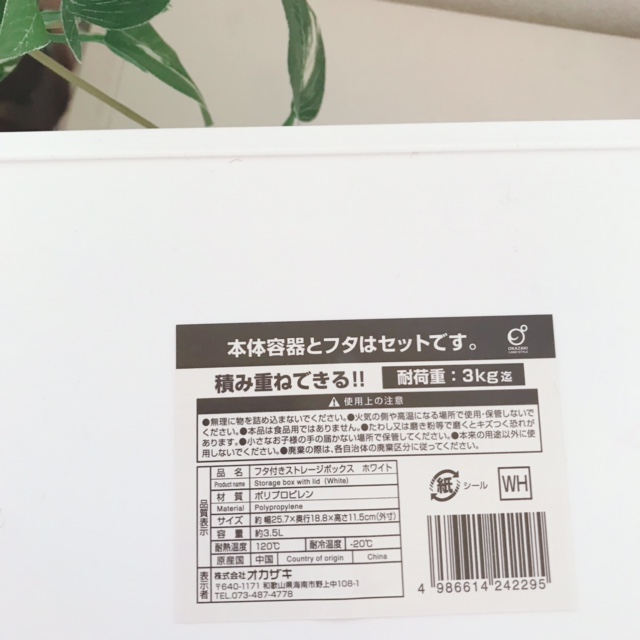 本体容器とフタはセットです。
OKAZAKI
積み重ねできる!! 耐荷重：3kg迄
使用上の注意
●無理に物を詰め込まないでください。●火気の側や高温になる場所で使用・保管しないで
ください。●本品は食品用ではありません。●たわし又は磨き粉等で磨くとキズつく恐れが
あります。●小さなお子様の手の届かない場所で保管してください。●本来の用途以外に使
用しないでください。●廃棄の際は、各自治体の廃棄区分に従ってください。
品質表示
品名 フタ付きストレージボックス ホワイト
Product name Storage box with lid (White)
材質 ポリプロピレン
Material Polypropylene
サイズ 約 幅25.7×奥行18.8×高さ11.5cm(外寸)
容量 約3.5L
耐熱温度 120℃ 耐冷温度 -20℃
原産国 中国 Country of origin China
表示者
株式会社オカザキ
〒640-1171 和歌山県海南市野上中108-1
TEL.073-487-4778
紙 シール
WH
4 986614 242295